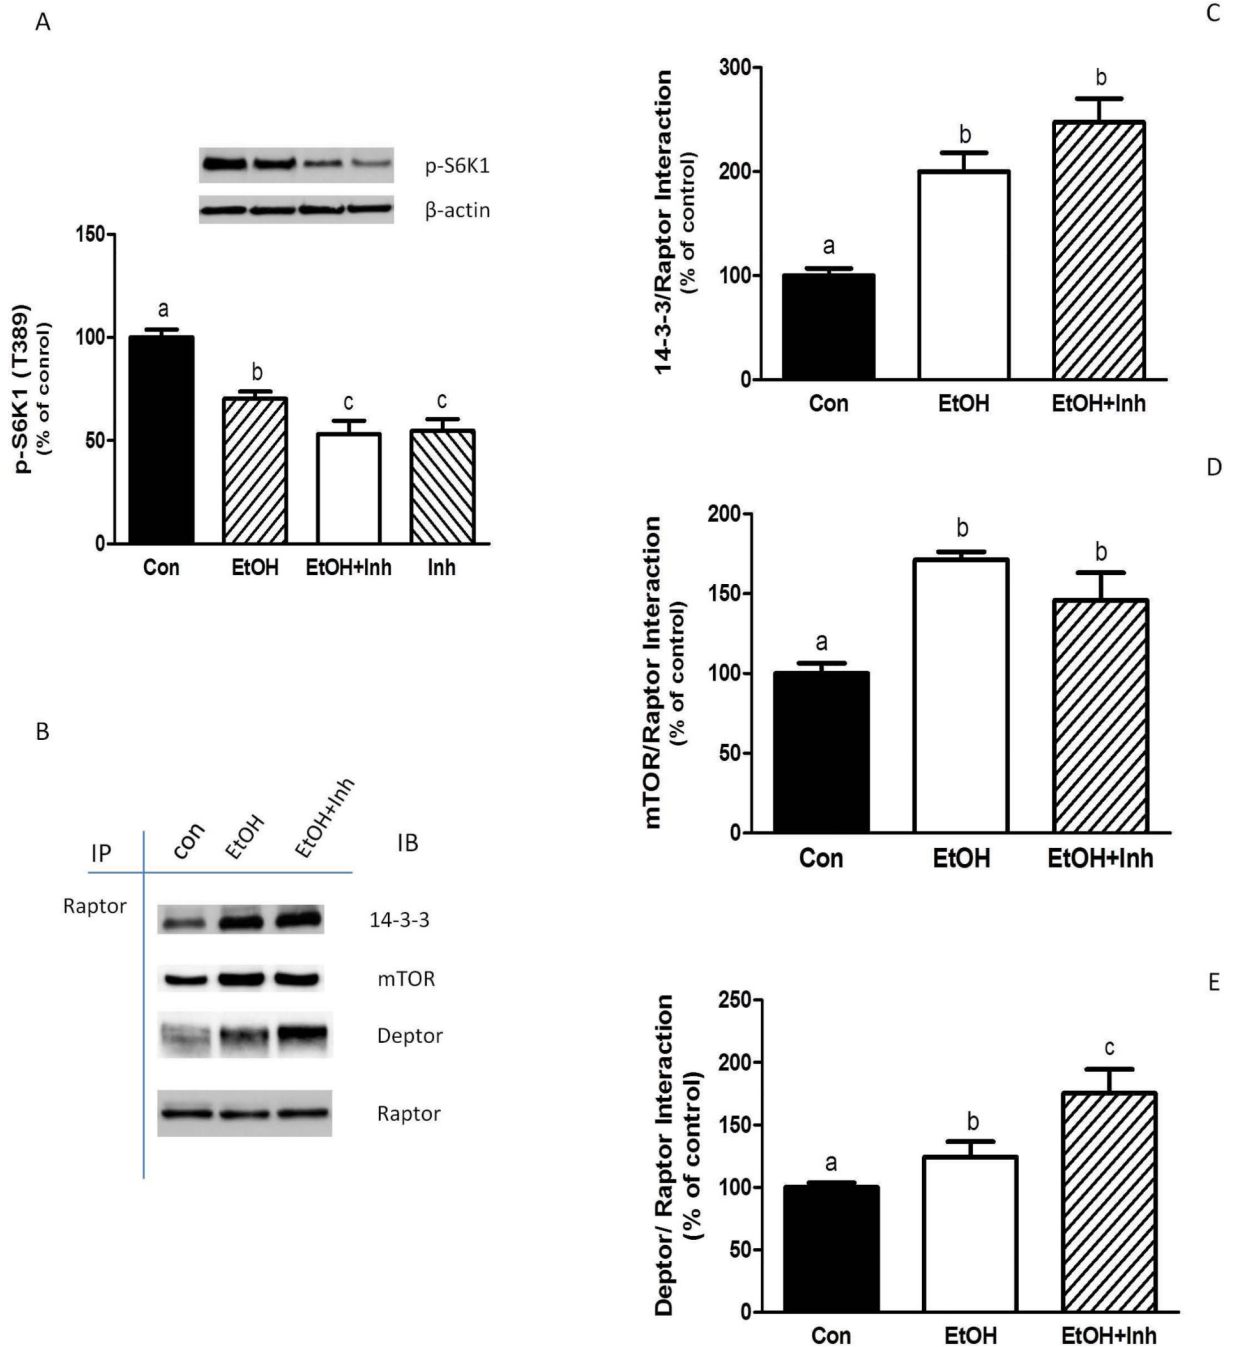 A
p-S6K1
β-actin
p-S6K1 (T389)
(% of conrol)
150
100
50
0
a
b
c
c
Con
EtOH
EtOH+Inh
Inh
B
IP
con
EtOH
EtOH+Inh
IB
Raptor
14-3-3
mTOR
Deptor
Raptor
C
14-3-3/Raptor Interaction
(% of control)
300
200
100
0
a
b
b
Con
EtOH
EtOH+Inh
D
mTOR/Raptor Interaction
(% of control)
200
150
100
50
0
a
b
b
Con
EtOH
EtOH+Inh
E
Deptor/ Raptor Interaction
(% of control)
250
200
150
100
50
0
a
b
c
Con
EtOH
EtOH+Inh